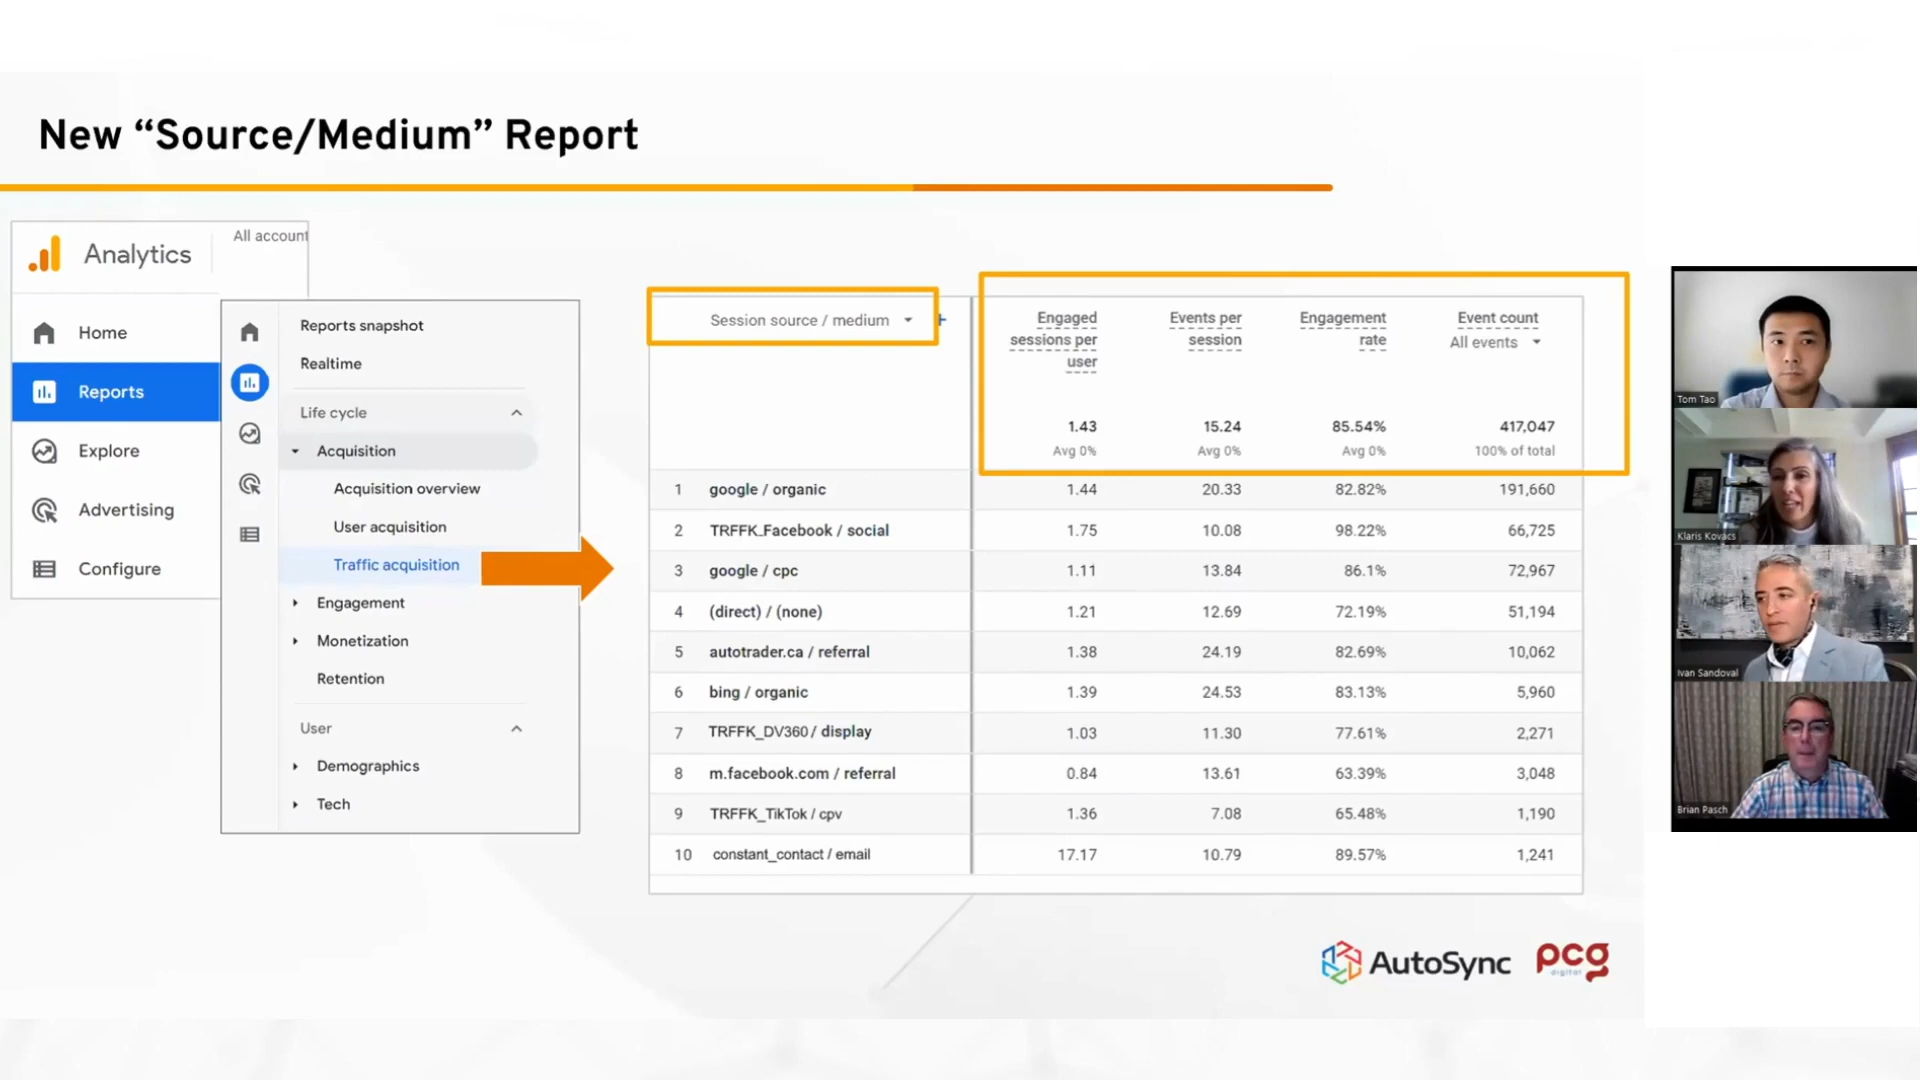 New “Source/Medium” Report
Analytics
All account
Home
Reports
Explore
Advertising
Configure
Reports snapshot
Realtime
Life cycle
Acquisition
Acquisition overview
User acquisition
Traffic acquisition
Engagement
Monetization
Retention
User
Demographics
Tech
Session source / medium +
Engaged sessions per user
Events per session
Engagement rate
Event count
All events
1.43 15.24 85.54% 417,047
Avg 0% Avg 0% Avg 0% 100% of total
1 google / organic 1.44 20.33 82.82% 191,660
2 TRFFK_Facebook / social 1.75 10.08 98.22% 66,725
3 google / cpc 1.11 13.84 86.1% 72,967
4 (direct) / (none) 1.21 12.69 72.19% 51,194
5 autotrader.ca / referral 1.38 24.19 82.69% 10,062
6 bing / organic 1.39 24.53 83.13% 5,960
7 TRFFK_DV360 / display 1.03 11.30 77.61% 2,271
8 m.facebook.com / referral 0.84 13.61 63.39% 3,048
9 TRFFK_TikTok / cpv 1.36 7.08 65.48% 1,190
10 constant_contact / email 17.17 10.79 89.57% 1,241
AutoSync
pcg
digital
Tom Tao
Klaris Kovacs
Ivan Sandoval
Brian Pasch